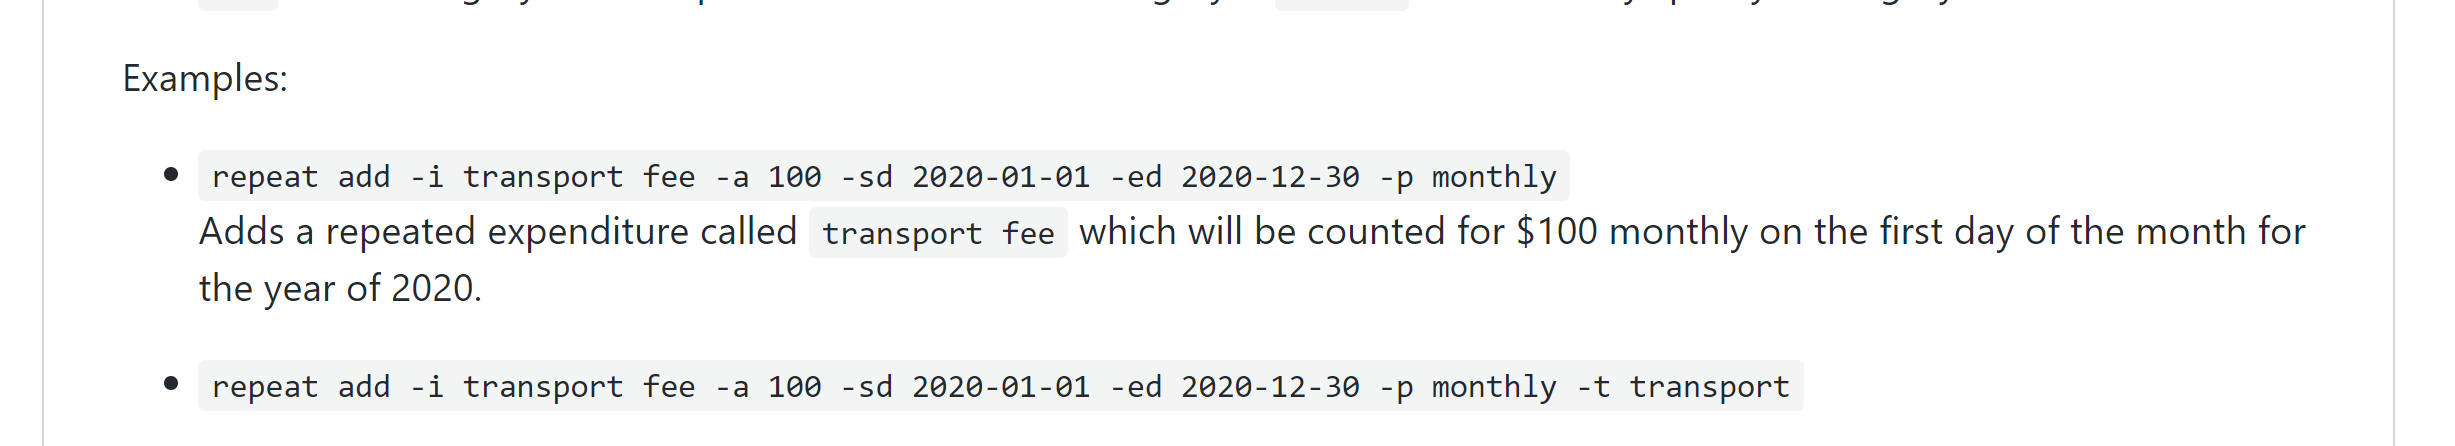 Examples:
repeat add -i transport fee -a 100 -sd 2020-01-01 -ed 2020-12-30 -p monthly
Adds a repeated expenditure called transport fee which will be counted for $100 monthly on the first day of the month for
the year of 2020.
repeat add -i transport fee -a 100 -sd 2020-01-01 -ed 2020-12-30 -p monthly -t transport